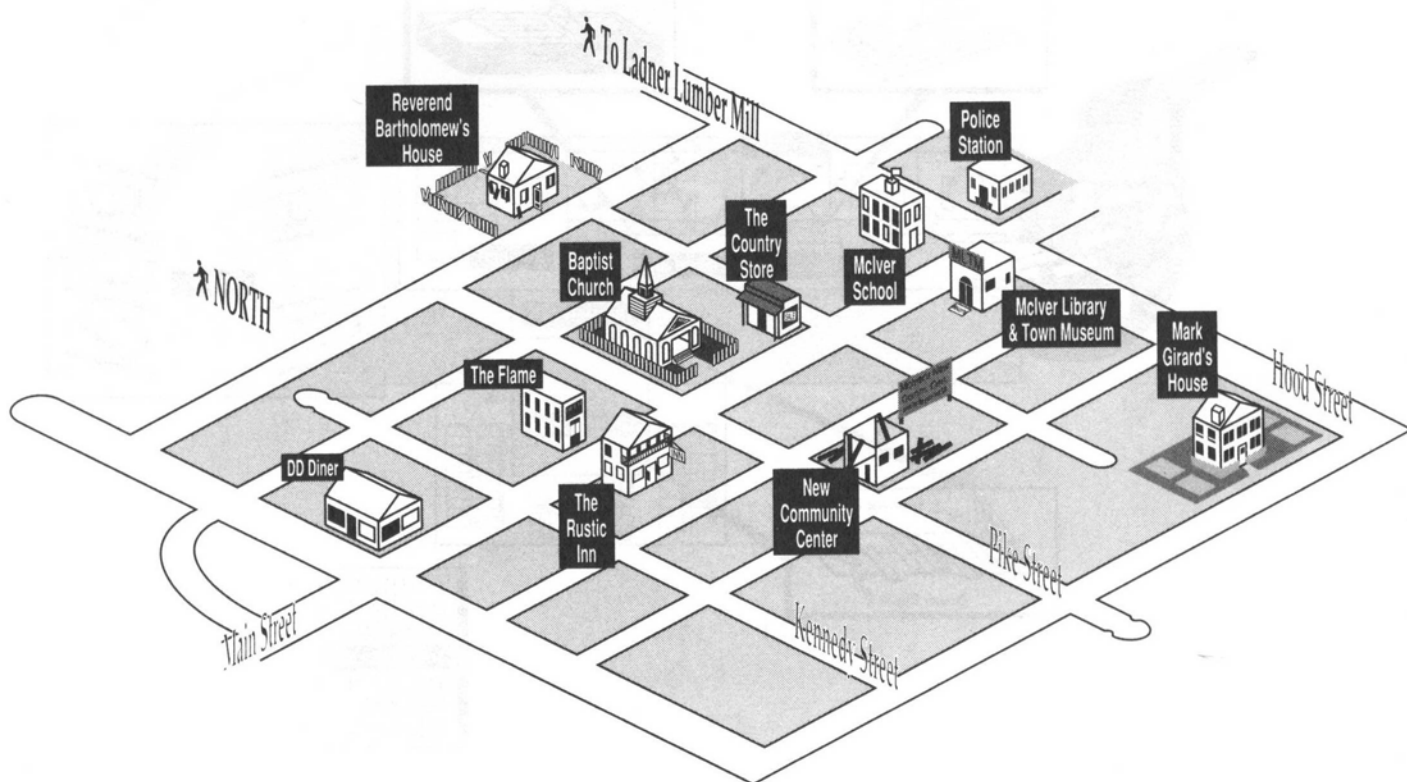 To Ladner Lumber Mill
Reverend
Bartholomew's
House
Police
Station
The
Country
Store
Baptist
Church
McIver
School
MLTM
McIver Library
& Town Museum
NORTH
Mark
Girard's
House
Hood Street
The Flame
DD Diner
The
Rustic
Inn
New
Community
Center
Pike Street
Main Street
Kennedy Street